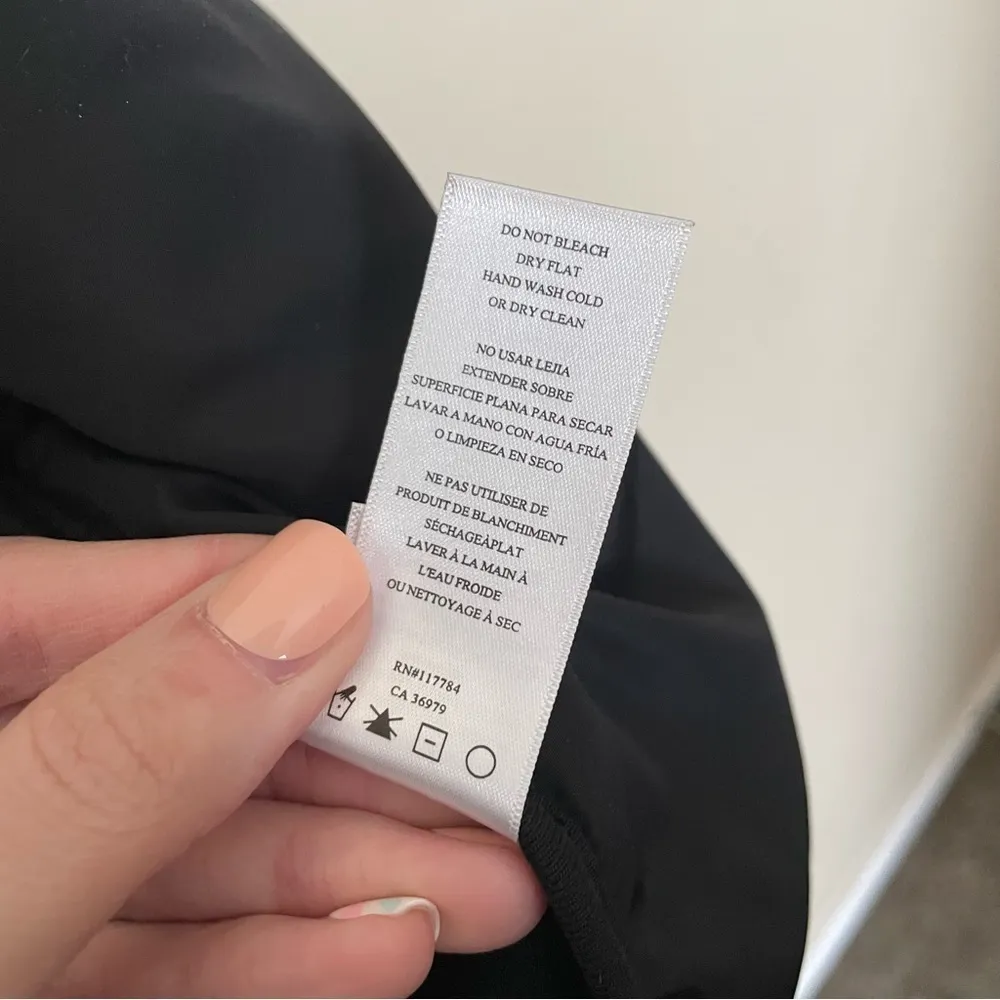 DO NOT BLEACH
DRY FLAT
HAND WASH COLD
OR DRY CLEAN
NO USAR LEJIA
EXTENDER SOBRE
SUPERFICIE PLANA PARA SECAR
LAVAR A MANO CON AGUA FRÍA
O LIMPIEZA EN SECO
NE PAS UTILISER DE
PRODUIT DE BLANCHIMENT
SÉCHAGEÀPLAT
LAVER À LA MAIN À
L'EAU FROIDE
OU NETTOYAGE À SEC
RN#117784
CA 36979